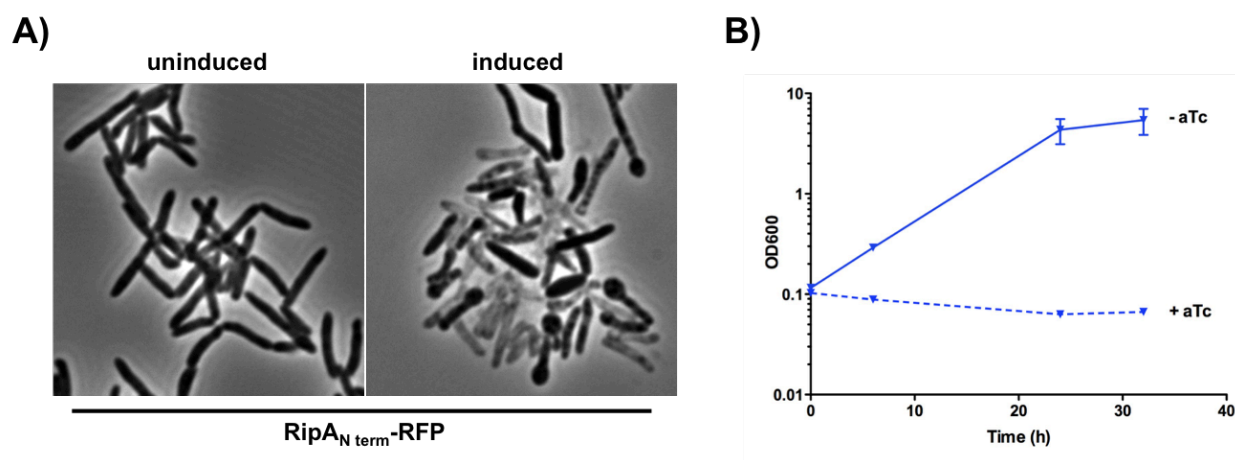 A)
uninduced
induced
RipAN term-RFP
B)
10
1
0.1
0.01
OD600
0
10
20
30
40
Time (h)
- aTc
+ aTc